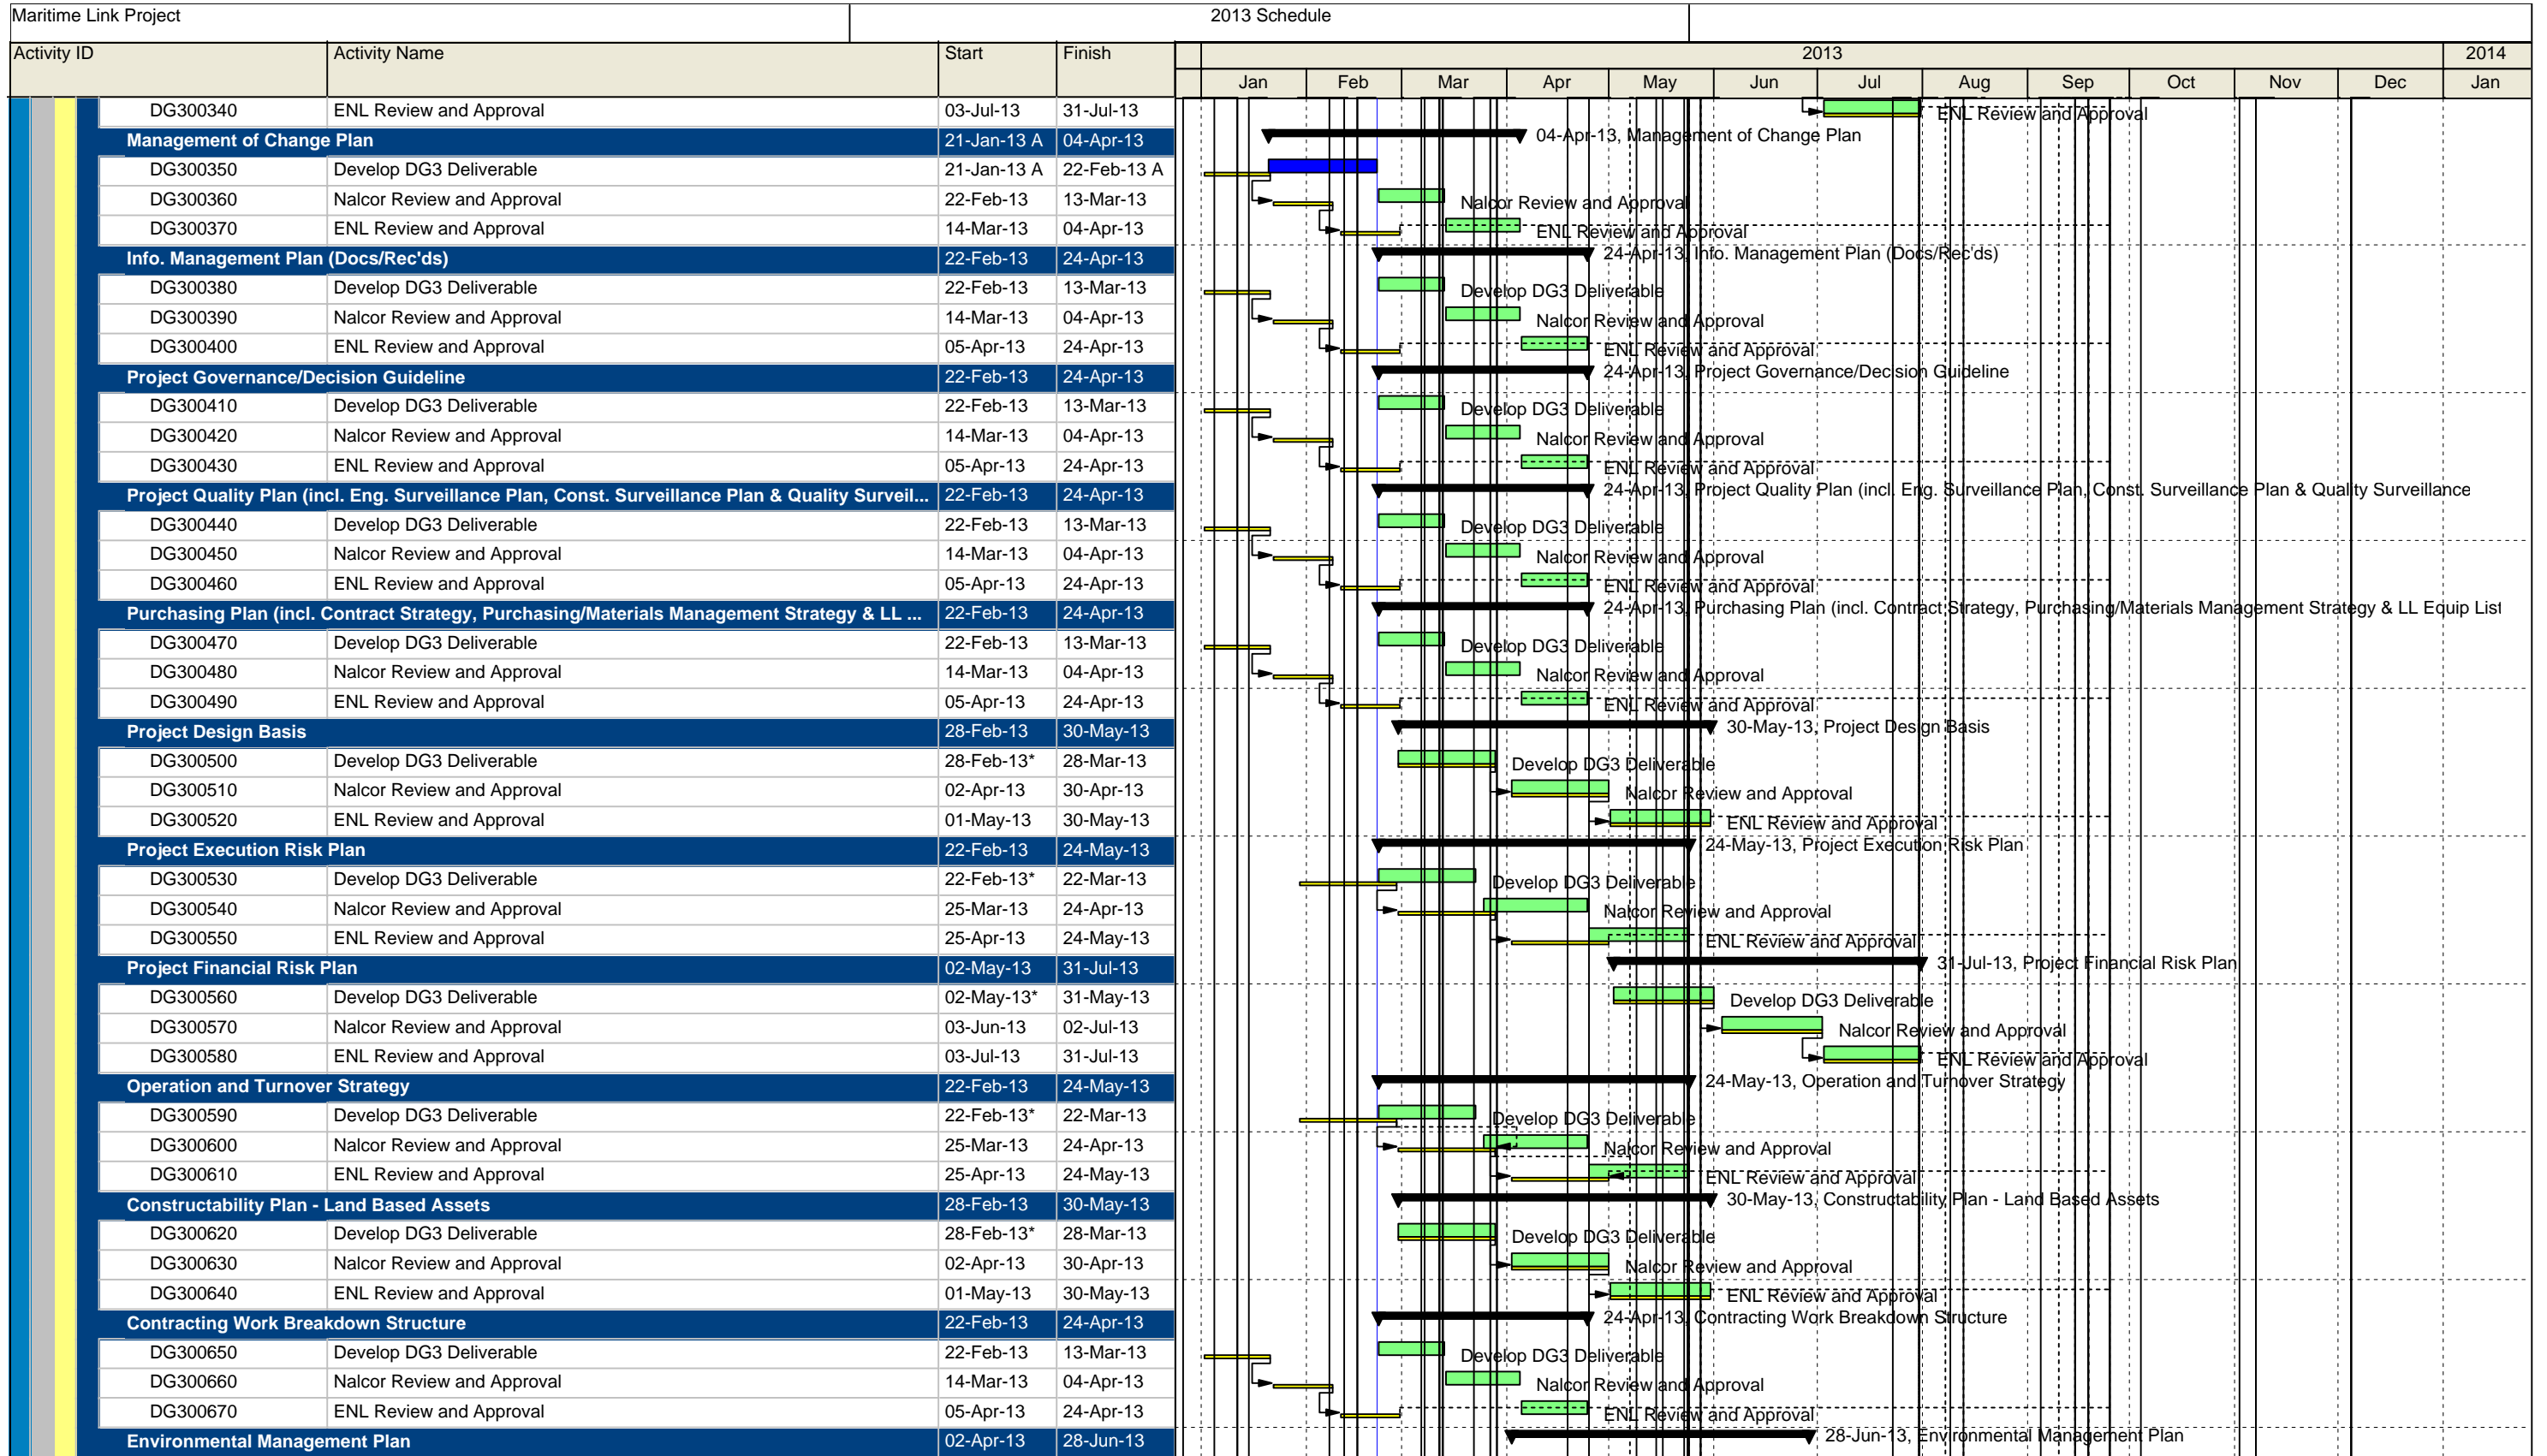 Maritime Link Project 2013 Schedule
Activity ID Activity Name Start Finish 2013 2014
Jan Feb Mar Apr May Jun Jul Aug Sep Oct Nov Dec Jan
DG300340 ENL Review and Approval 03-Jul-13 31-Jul-13 ENL Review and Approval
Management of Change Plan 21-Jan-13 A 04-Apr-13 04-Apr-13, Management of Change Plan
DG300350 Develop DG3 Deliverable 21-Jan-13 A 22-Feb-13 A
DG300360 Nalcor Review and Approval 22-Feb-13 13-Mar-13 Nalcor Review and Approval
DG300370 ENL Review and Approval 14-Mar-13 04-Apr-13 ENL Review and Approval
Info. Management Plan (Docs/Rec'ds) 22-Feb-13 24-Apr-13 24-Apr-13, Info. Management Plan (Docs/Rec'ds)
DG300380 Develop DG3 Deliverable 22-Feb-13 13-Mar-13 Develop DG3 Deliverable
DG300390 Nalcor Review and Approval 14-Mar-13 04-Apr-13 Nalcor Review and Approval
DG300400 ENL Review and Approval 05-Apr-13 24-Apr-13 ENL Review and Approval
Project Governance/Decision Guideline 22-Feb-13 24-Apr-13 24-Apr-13, Project Governance/Decision Guideline
DG300410 Develop DG3 Deliverable 22-Feb-13 13-Mar-13 Develop DG3 Deliverable
DG300420 Nalcor Review and Approval 14-Mar-13 04-Apr-13 Nalcor Review and Approval
DG300430 ENL Review and Approval 05-Apr-13 24-Apr-13 ENL Review and Approval
Project Quality Plan (incl. Eng. Surveillance Plan, Const. Surveillance Plan & Quality Surveil... 22-Feb-13 24-Apr-13 24-Apr-13, Project Quality Plan (incl. Eng. Surveillance Plan, Const. Surveillance Plan & Quality Surveillance
DG300440 Develop DG3 Deliverable 22-Feb-13 13-Mar-13 Develop DG3 Deliverable
DG300450 Nalcor Review and Approval 14-Mar-13 04-Apr-13 Nalcor Review and Approval
DG300460 ENL Review and Approval 05-Apr-13 24-Apr-13 ENL Review and Approval
Purchasing Plan (incl. Contract Strategy, Purchasing/Materials Management Strategy & LL ... 22-Feb-13 24-Apr-13 24-Apr-13, Purchasing Plan (incl. Contract Strategy, Purchasing/Materials Management Strategy & LL Equip List
DG300470 Develop DG3 Deliverable 22-Feb-13 13-Mar-13 Develop DG3 Deliverable
DG300480 Nalcor Review and Approval 14-Mar-13 04-Apr-13 Nalcor Review and Approval
DG300490 ENL Review and Approval 05-Apr-13 24-Apr-13 ENL Review and Approval
Project Design Basis 28-Feb-13 30-May-13 30-May-13, Project Design Basis
DG300500 Develop DG3 Deliverable 28-Feb-13* 28-Mar-13 Develop DG3 Deliverable
DG300510 Nalcor Review and Approval 02-Apr-13 30-Apr-13 Nalcor Review and Approval
DG300520 ENL Review and Approval 01-May-13 30-May-13 ENL Review and Approval
Project Execution Risk Plan 22-Feb-13 24-May-13 24-May-13, Project Execution Risk Plan
DG300530 Develop DG3 Deliverable 22-Feb-13* 22-Mar-13 Develop DG3 Deliverable
DG300540 Nalcor Review and Approval 25-Mar-13 24-Apr-13 Nalcor Review and Approval
DG300550 ENL Review and Approval 25-Apr-13 24-May-13 ENL Review and Approval
Project Financial Risk Plan 02-May-13 31-Jul-13 31-Jul-13, Project Financial Risk Plan
DG300560 Develop DG3 Deliverable 02-May-13* 31-May-13 Develop DG3 Deliverable
DG300570 Nalcor Review and Approval 03-Jun-13 02-Jul-13 Nalcor Review and Approval
DG300580 ENL Review and Approval 03-Jul-13 31-Jul-13 ENL Review and Approval
Operation and Turnover Strategy 22-Feb-13 24-May-13 24-May-13, Operation and Turnover Strategy
DG300590 Develop DG3 Deliverable 22-Feb-13* 22-Mar-13 Develop DG3 Deliverable
DG300600 Nalcor Review and Approval 25-Mar-13 24-Apr-13 Nalcor Review and Approval
DG300610 ENL Review and Approval 25-Apr-13 24-May-13 ENL Review and Approval
Constructability Plan - Land Based Assets 28-Feb-13 30-May-13 30-May-13, Constructability Plan - Land Based Assets
DG300620 Develop DG3 Deliverable 28-Feb-13* 28-Mar-13 Develop DG3 Deliverable
DG300630 Nalcor Review and Approval 02-Apr-13 30-Apr-13 Nalcor Review and Approval
DG300640 ENL Review and Approval 01-May-13 30-May-13 ENL Review and Approval
Contracting Work Breakdown Structure 22-Feb-13 24-Apr-13 24-Apr-13, Contracting Work Breakdown Structure
DG300650 Develop DG3 Deliverable 22-Feb-13 13-Mar-13 Develop DG3 Deliverable
DG300660 Nalcor Review and Approval 14-Mar-13 04-Apr-13 Nalcor Review and Approval
DG300670 ENL Review and Approval 05-Apr-13 24-Apr-13 ENL Review and Approval
Environmental Management Plan 02-Apr-13 28-Jun-13 28-Jun-13, Environmental Management Plan